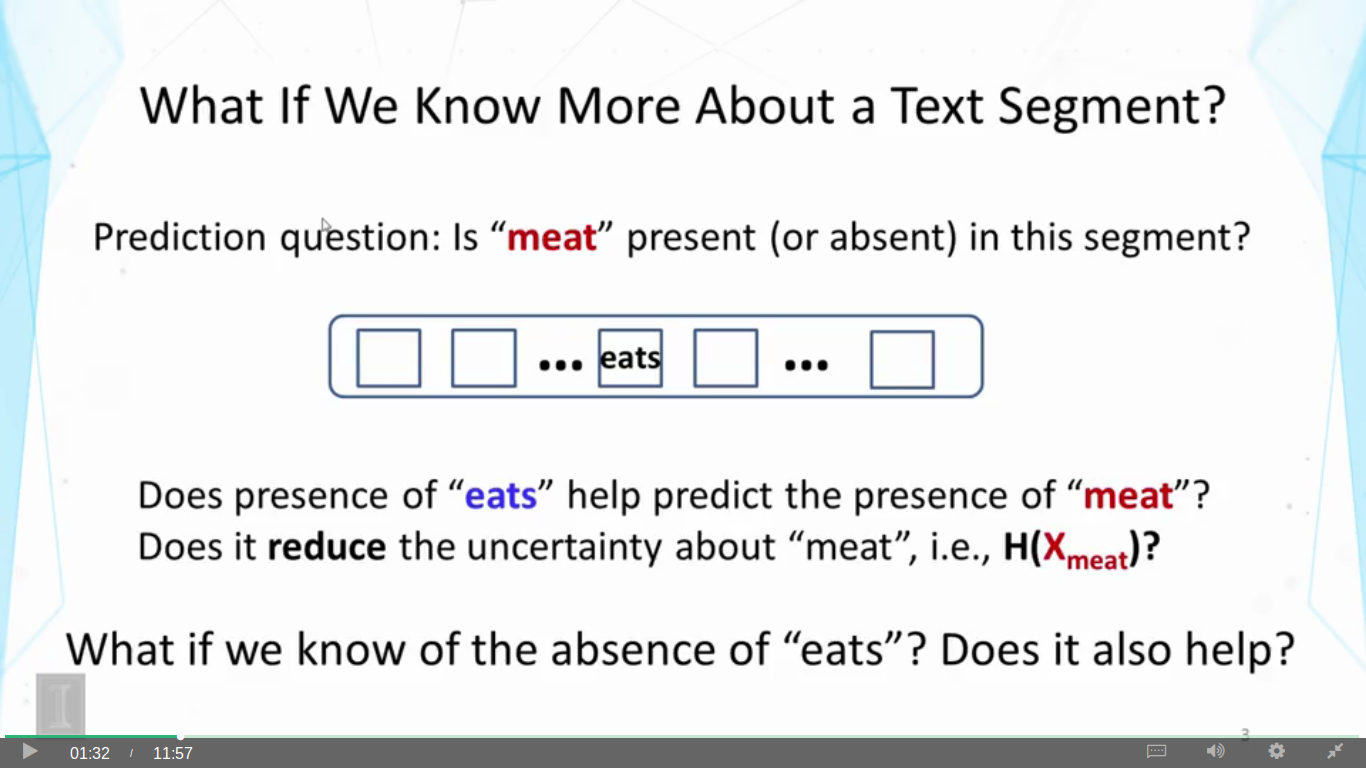 What If We Know More About a Text Segment?
Prediction question: Is “meat” present (or absent) in this segment?
... eats ...
Does presence of “eats” help predict the presence of “meat”?
Does it reduce the uncertainty about “meat”, i.e., H(Xmeat)?
What if we know of the absence of “eats”? Does it also help?
I
3
01:32 / 11:57